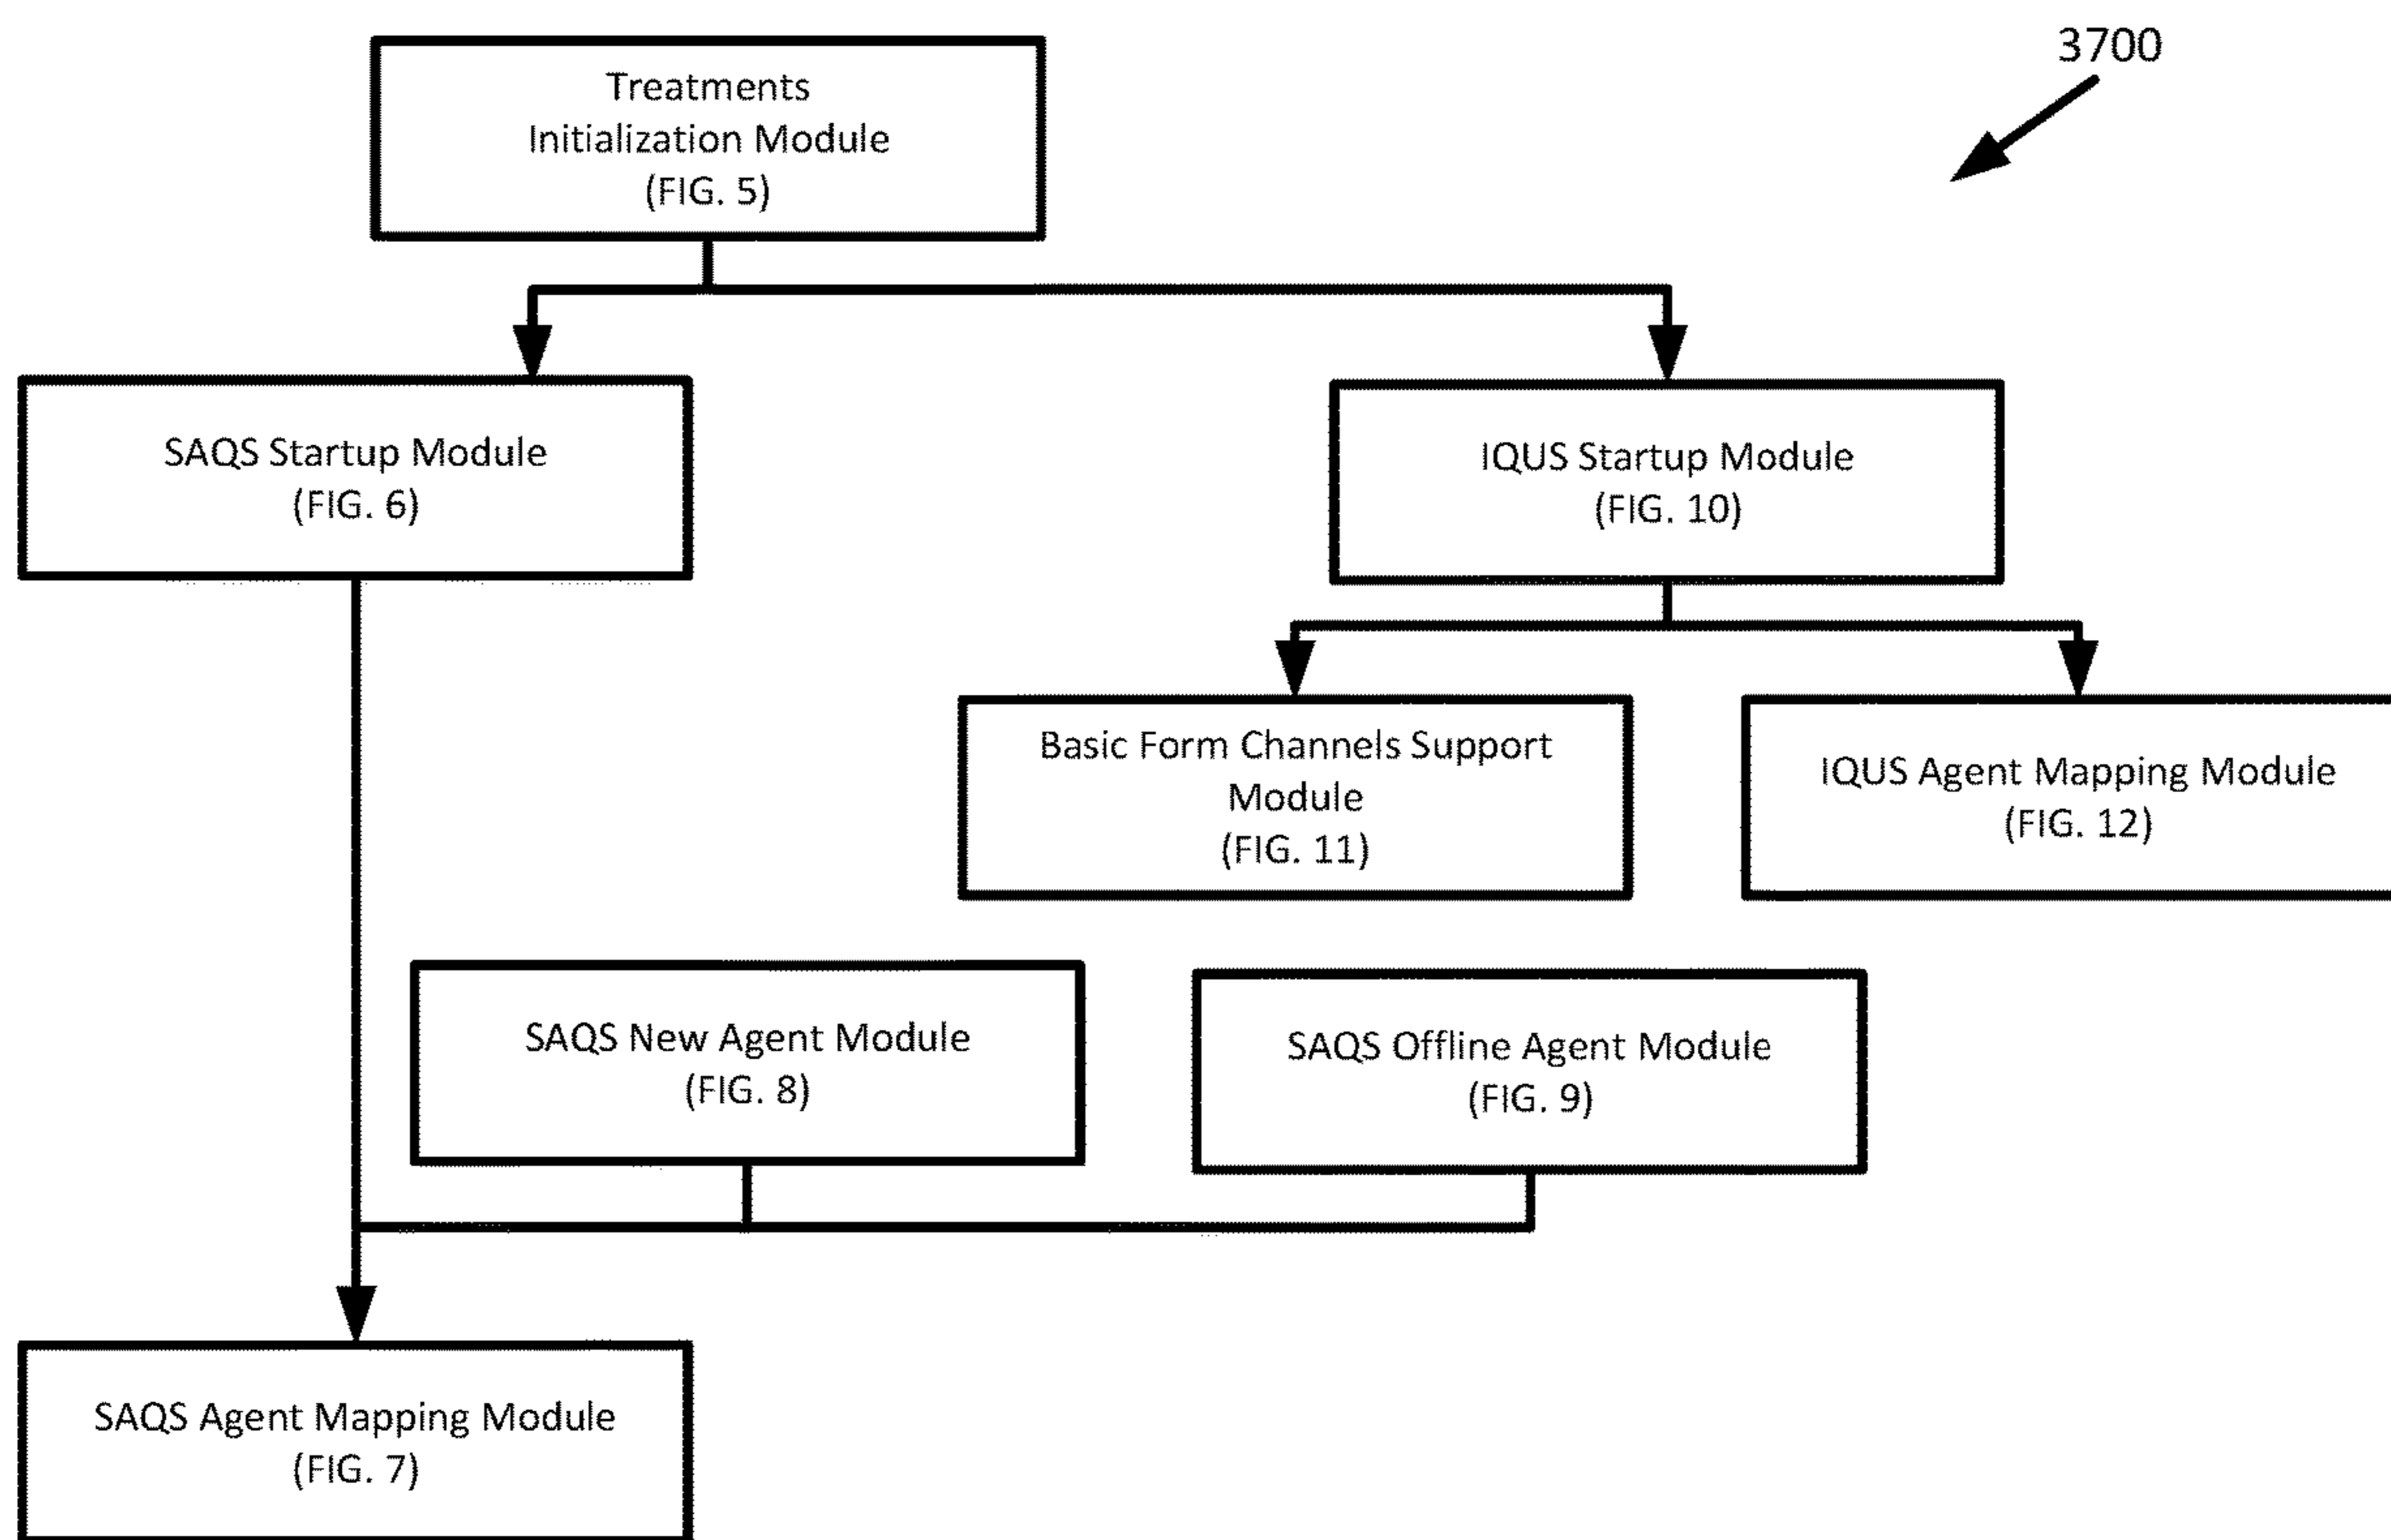 3700
Treatments
Initialization Module
(FIG. 5)
SAQS Startup Module
(FIG. 6)
IQUS Startup Module
(FIG. 10)
Basic Form Channels Support
Module
(FIG. 11)
IQUS Agent Mapping Module
(FIG. 12)
SAQS New Agent Module
(FIG. 8)
SAQS Offline Agent Module
(FIG. 9)
SAQS Agent Mapping Module
(FIG. 7)